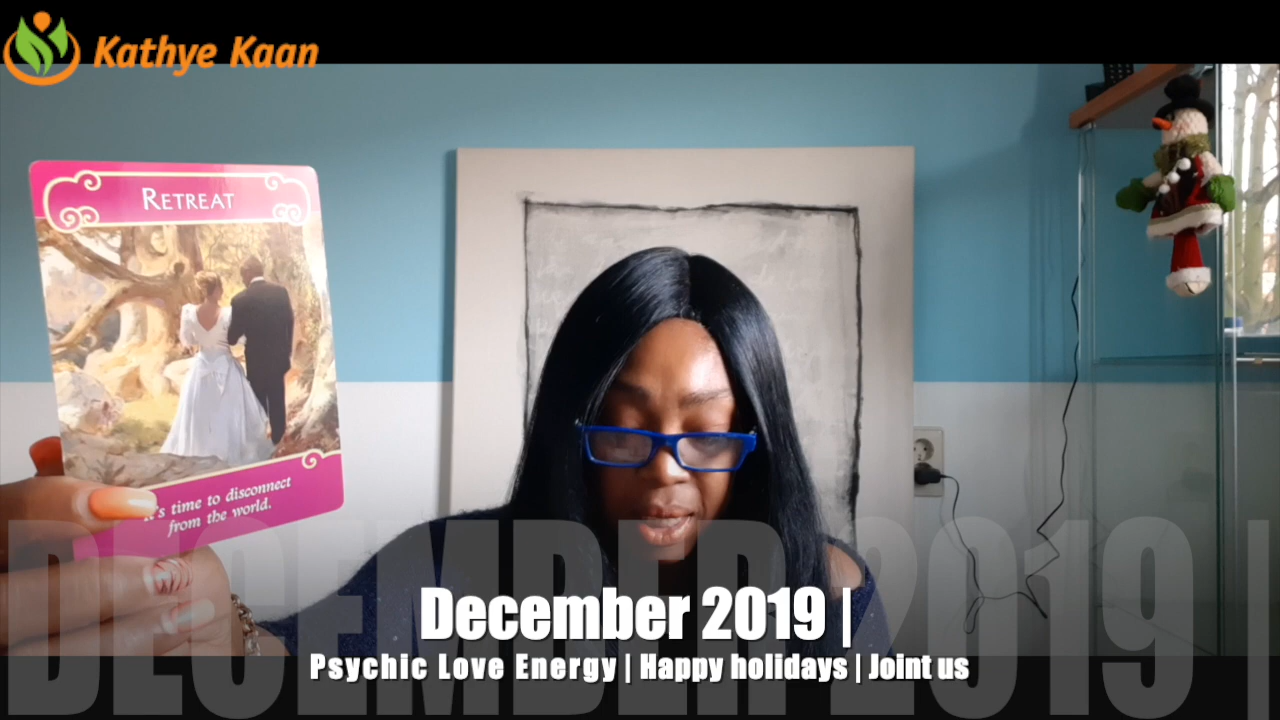 Kathye Kaan
RETREAT
It's time to disconnect
from the world.
DECEMBER 2019 |
December 2019 |
Psychic Love Energy | Happy holidays | Joint us